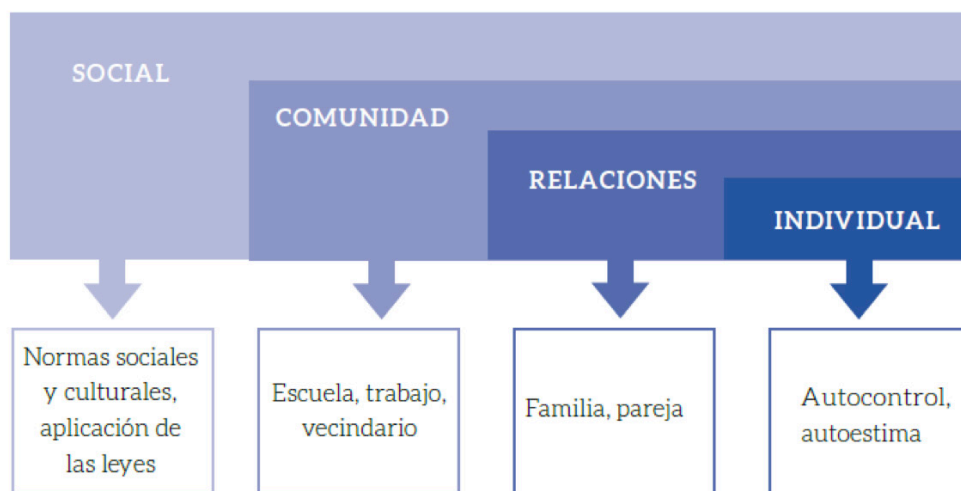 SOCIAL
COMUNIDAD
RELACIONES
INDIVIDUAL
Normas sociales
y culturales,
aplicación de
las leyes
Escuela, trabajo,
vecindario
Familia, pareja
Autocontrol,
autoestima